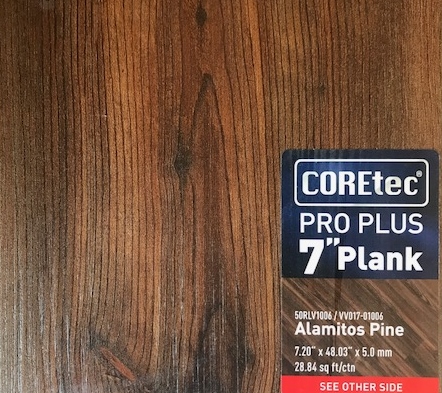 COREtec®
PRO PLUS
7” Plank
50RLV1006 / VV017-01006
Alamitos Pine
7.20" x 48.03" x 5.0 mm
28.84 sq ft/ctn
SEE OTHER SIDE